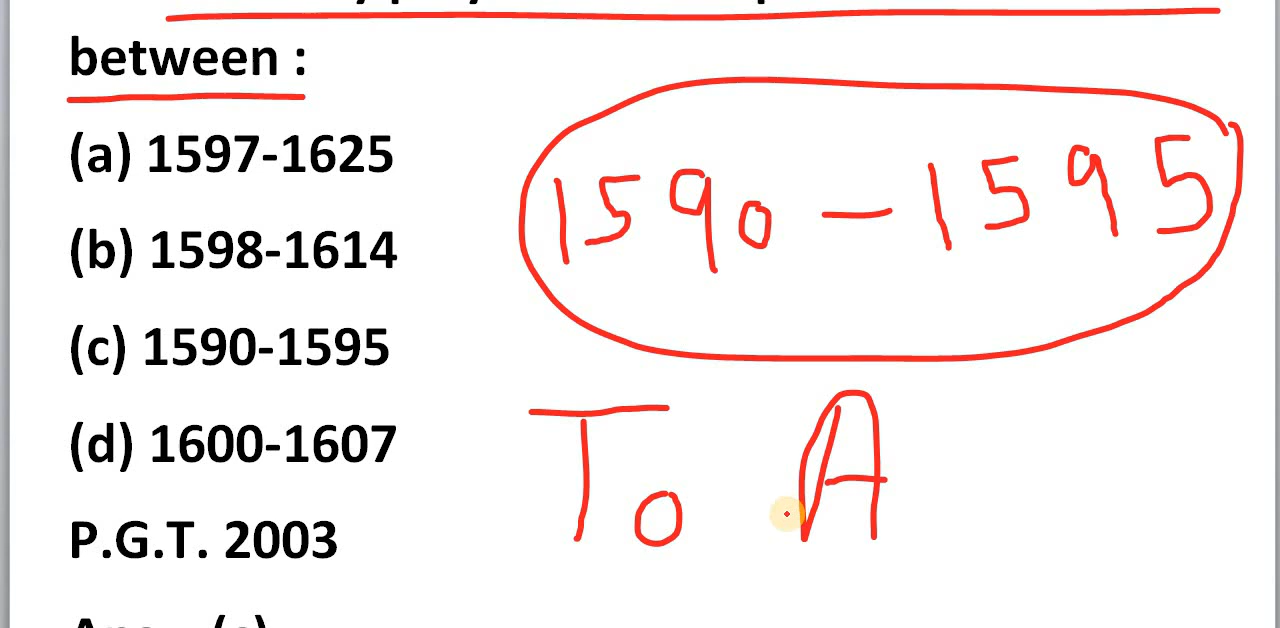 between :
(a) 1597-1625
(b) 1598-1614
(c) 1590-1595
(d) 1600-1607
P.G.T. 2003
1590-1595
To A